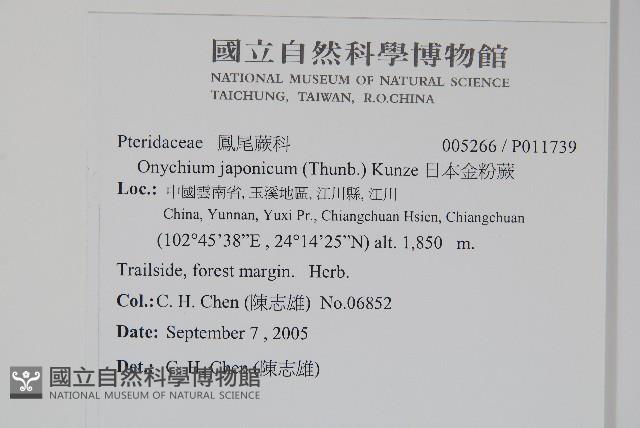 國立自然科學博物館
NATIONAL MUSEUM OF NATURAL SCIENCE
TAICHUNG, TAIWAN, R.O.CHINA
Pteridaceae 鳳尾蕨科 005266 / P011739
Onychium japonicum (Thunb.) Kunze 日本金粉蕨
Loc.: 中國雲南省, 玉溪地區, 江川縣, 江川
China, Yunnan, Yuxi Pr., Chiangchuan Hsien, Chiangchuan
(102°45’38”E , 24°14’25”N) alt. 1,850 m.
Trailside, forest margin. Herb.
Col.: C. H. Chen (陳志雄) No.06852
Date: September 7 , 2005
Det.: C. H. Chen (陳志雄)
國立自然科學博物館
NATIONAL MUSEUM OF NATURAL SCIENCE